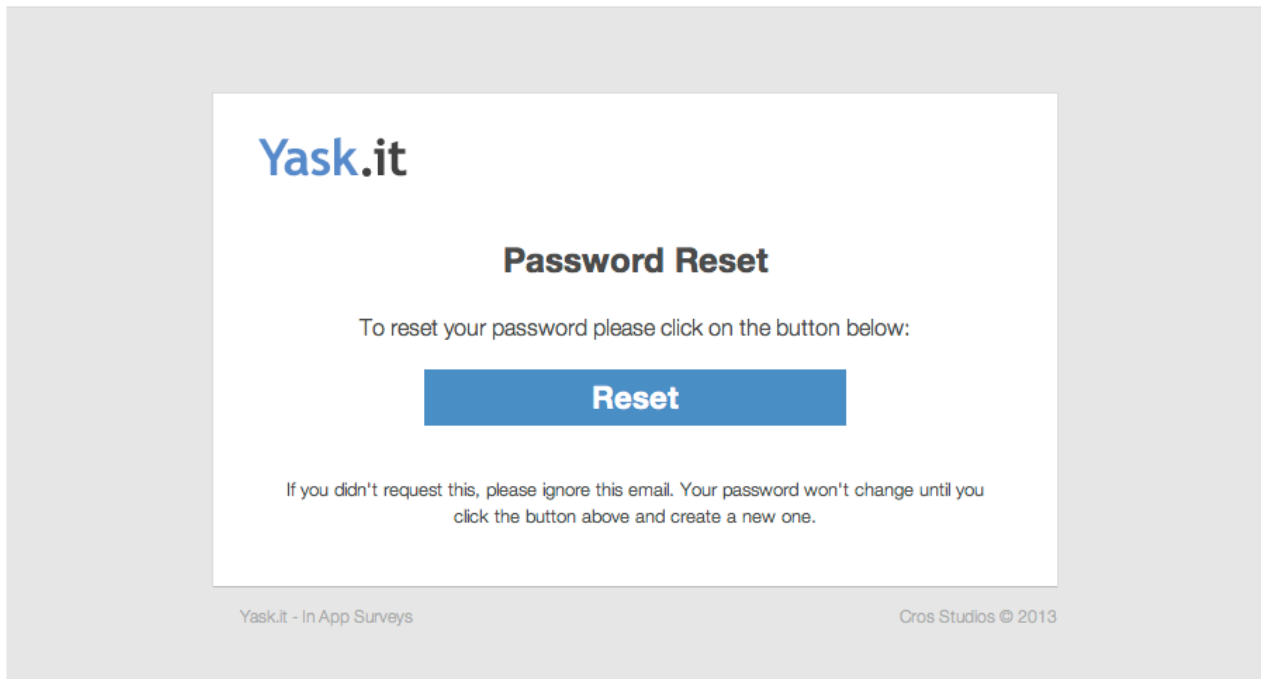 Yask.it
Password Reset
To reset your password please click on the button below:
Reset
If you didn't request this, please ignore this email. Your password won't change until you
click the button above and create a new one.
Yask.it - In App Surveys
Cros Studios © 2013